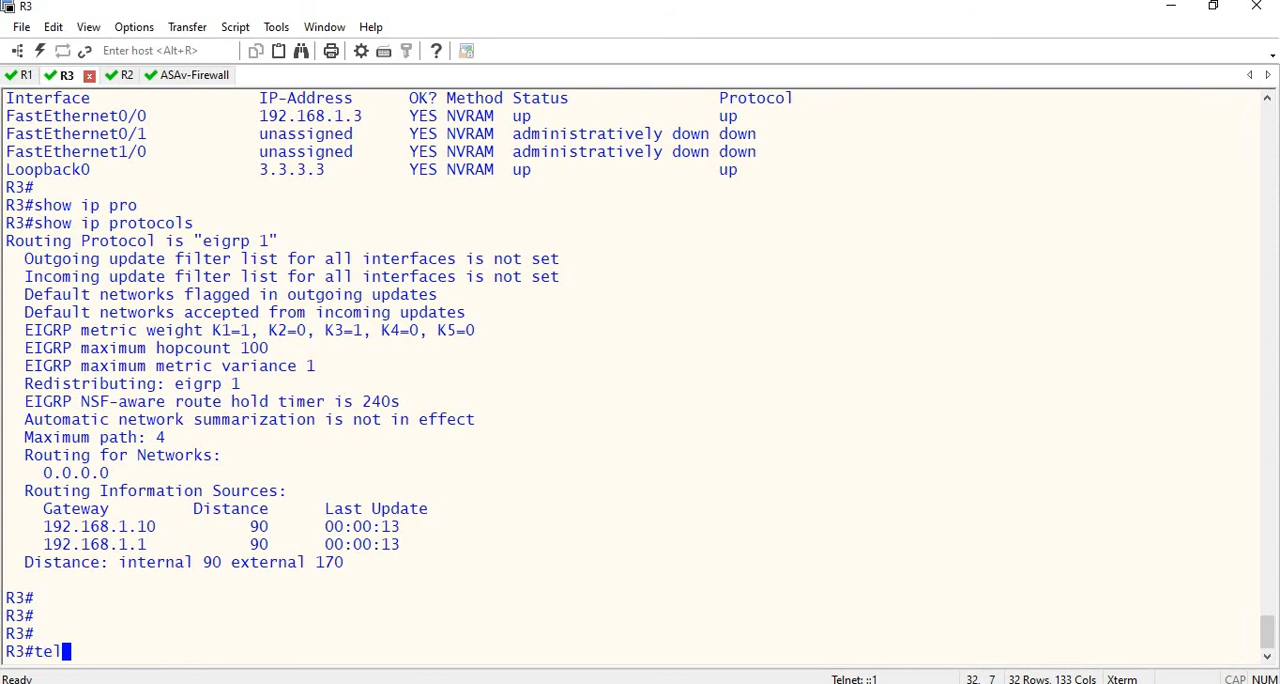 R3
File Edit View Options Transfer Script Tools Window Help
Enter host <Alt+R>
R1 R3 R2 ASAv-Firewall
Interface IP-Address OK? Method Status Protocol
FastEthernet0/0 192.168.1.3 YES NVRAM up up
FastEthernet0/1 unassigned YES NVRAM administratively down down
FastEthernet1/0 unassigned YES NVRAM administratively down down
Loopback0 3.3.3.3 YES NVRAM up up
R3#
R3#show ip pro
R3#show ip protocols
Routing Protocol is "eigrp 1"
Outgoing update filter list for all interfaces is not set
Incoming update filter list for all interfaces is not set
Default networks flagged in outgoing updates
Default networks accepted from incoming updates
EIGRP metric weight K1=1, K2=0, K3=1, K4=0, K5=0
EIGRP maximum hopcount 100
EIGRP maximum metric variance 1
Redistributing: eigrp 1
EIGRP NSF-aware route hold timer is 240s
Automatic network summarization is not in effect
Maximum path: 4
Routing for Networks:
0.0.0.0
Routing Information Sources:
Gateway Distance Last Update
192.168.1.10 90 00:00:13
192.168.1.1 90 00:00:13
Distance: internal 90 external 170
R3#
R3#
R3#
R3#tel
Ready Telnet: ::1 32, 7 32 Rows, 133 Cols Xterm CAP NUM